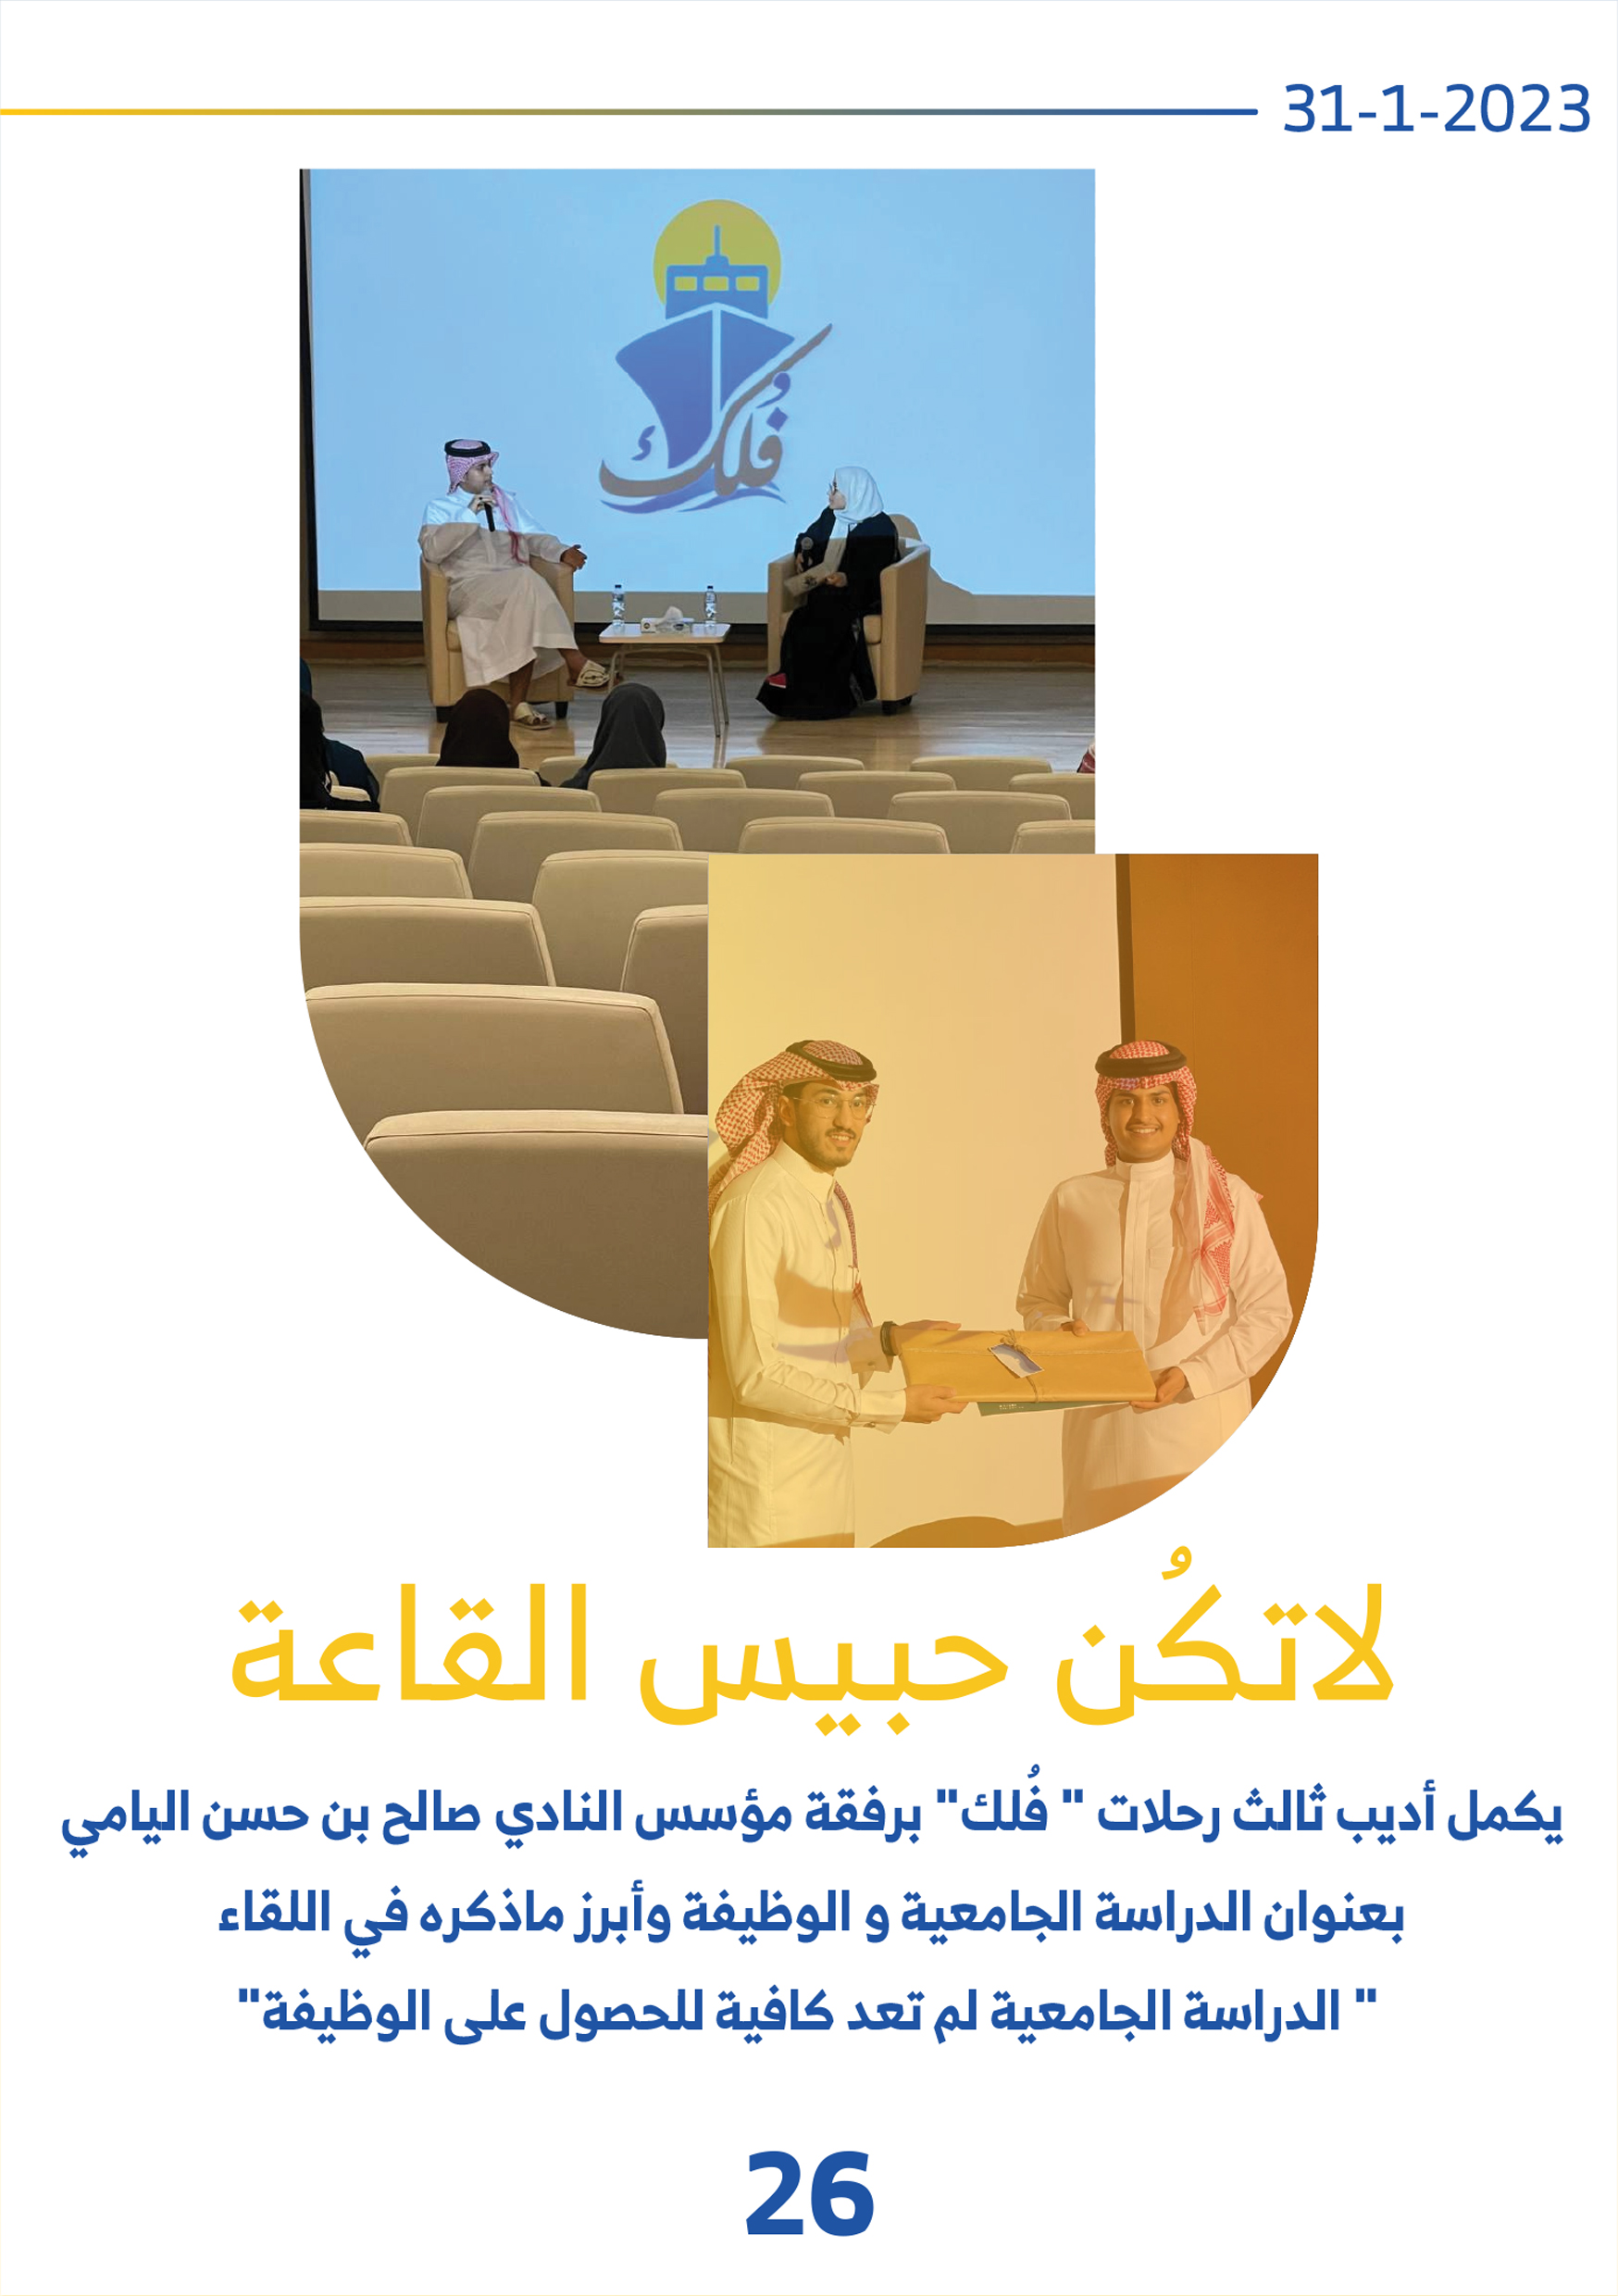 31-1-2023
فُلك
لاتكُن حبيس القاعة
يكمل أديب ثالث رحلات " فُلك" برفقة مؤسس النادي صالح بن حسن اليامي
بعنوان الدراسة الجامعية و الوظيفة وأبرز ماذكره في اللقاء
" الدراسة الجامعية لم تعد كافية للحصول على الوظيفة"
26